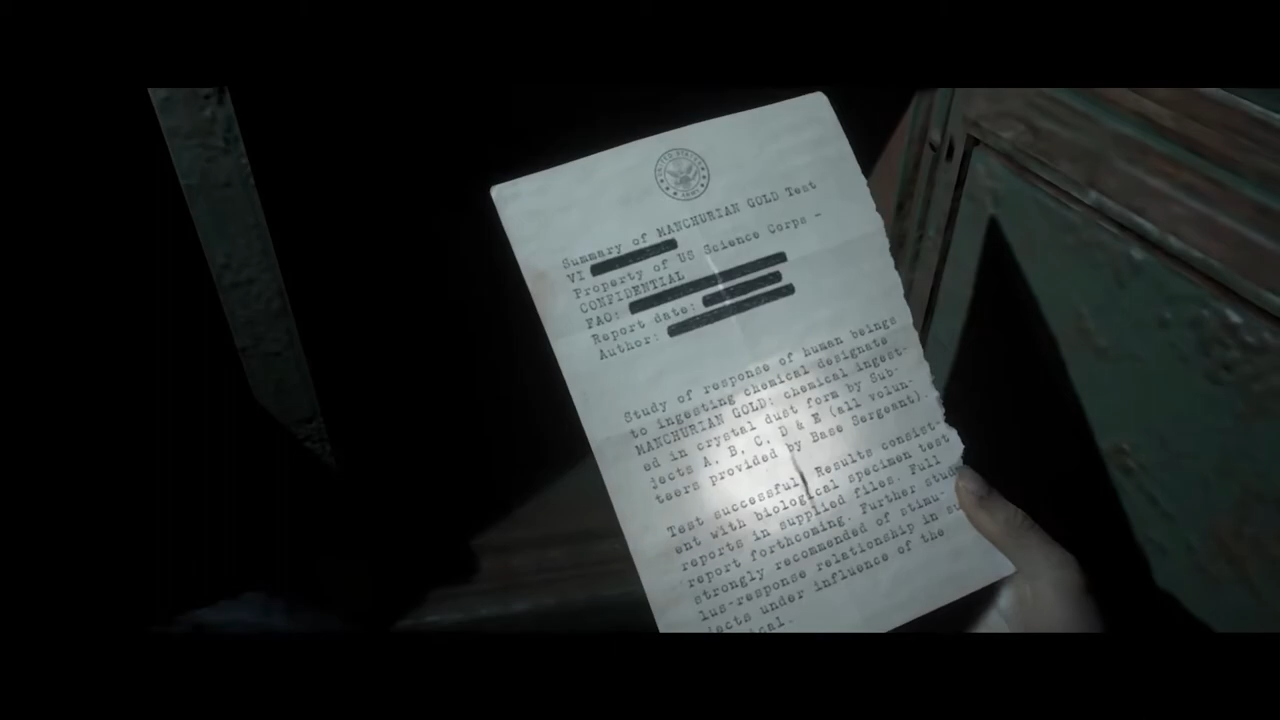 UNITED STATES
ARMY
Summary of MANCHURIAN GOLD Test
VI
Property of US Science Corps -
CONFIDENTIAL
FAO:
Report date:
Author:
Study of response of human beings
to ingesting chemical designate
MANCHURIAN GOLD: chemical ingest-
ed in crystal dust form by Sub-
jects A, B, C, D & E (all volun-
teers provided by Base Sergeant).
Test successful. Results consist-
ent with biological specimen test
reports in supplied files. Full
report forthcoming. Further
strongly recommended of stimu-
lus-response relationship in
under influence of the